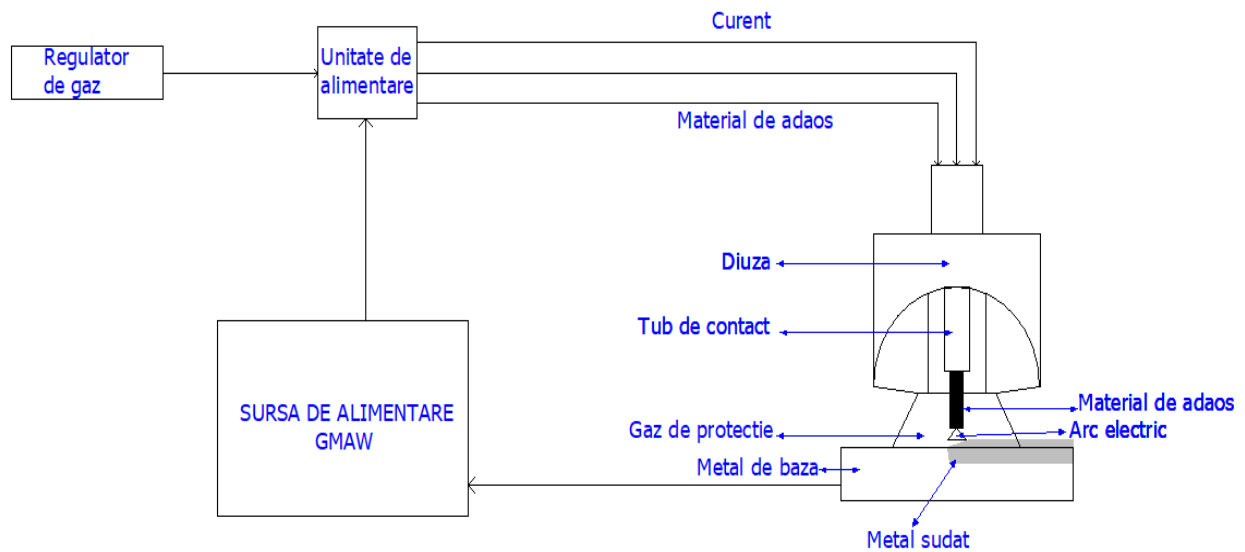 Curent
Regulator
de gaz
Unitate de
alimentare
Material de adaos
Diuza
Tub de contact
SURSA DE ALIMENTARE
GMAW
Material de adaos
Gaz de protectie
Arc electric
Metal de baza
Metal sudat